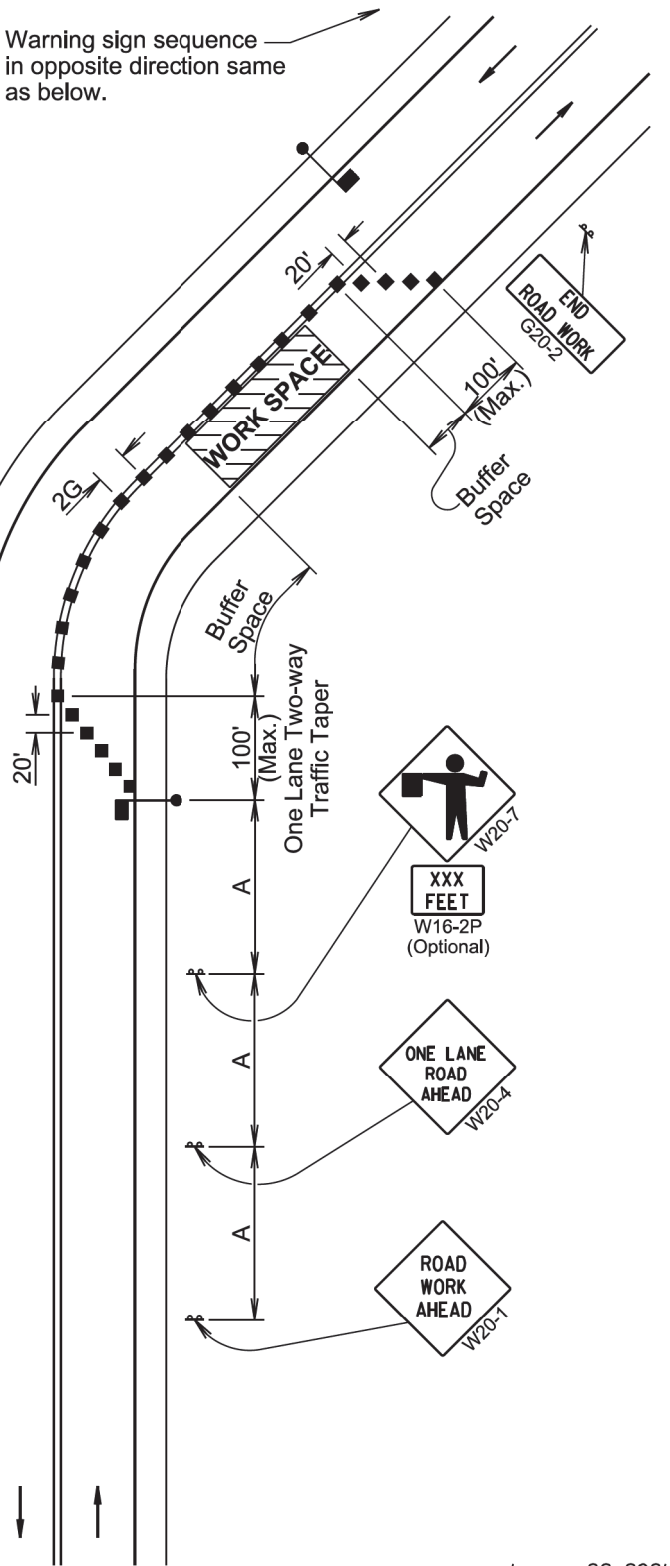 Warning sign sequence
in opposite direction same
as below.
20'
END
ROAD WORK
G20-2
100'
(Max.)
WORK SPACE
Buffer
Space
2G
Buffer
Space
20'
100'
(Max.)
One Lane Two-way
Traffic Taper
W20-7
XXX
FEET
W16-2P
(Optional)
A
ONE LANE
ROAD
AHEAD
W20-4
A
ROAD
WORK
AHEAD
W20-1
A